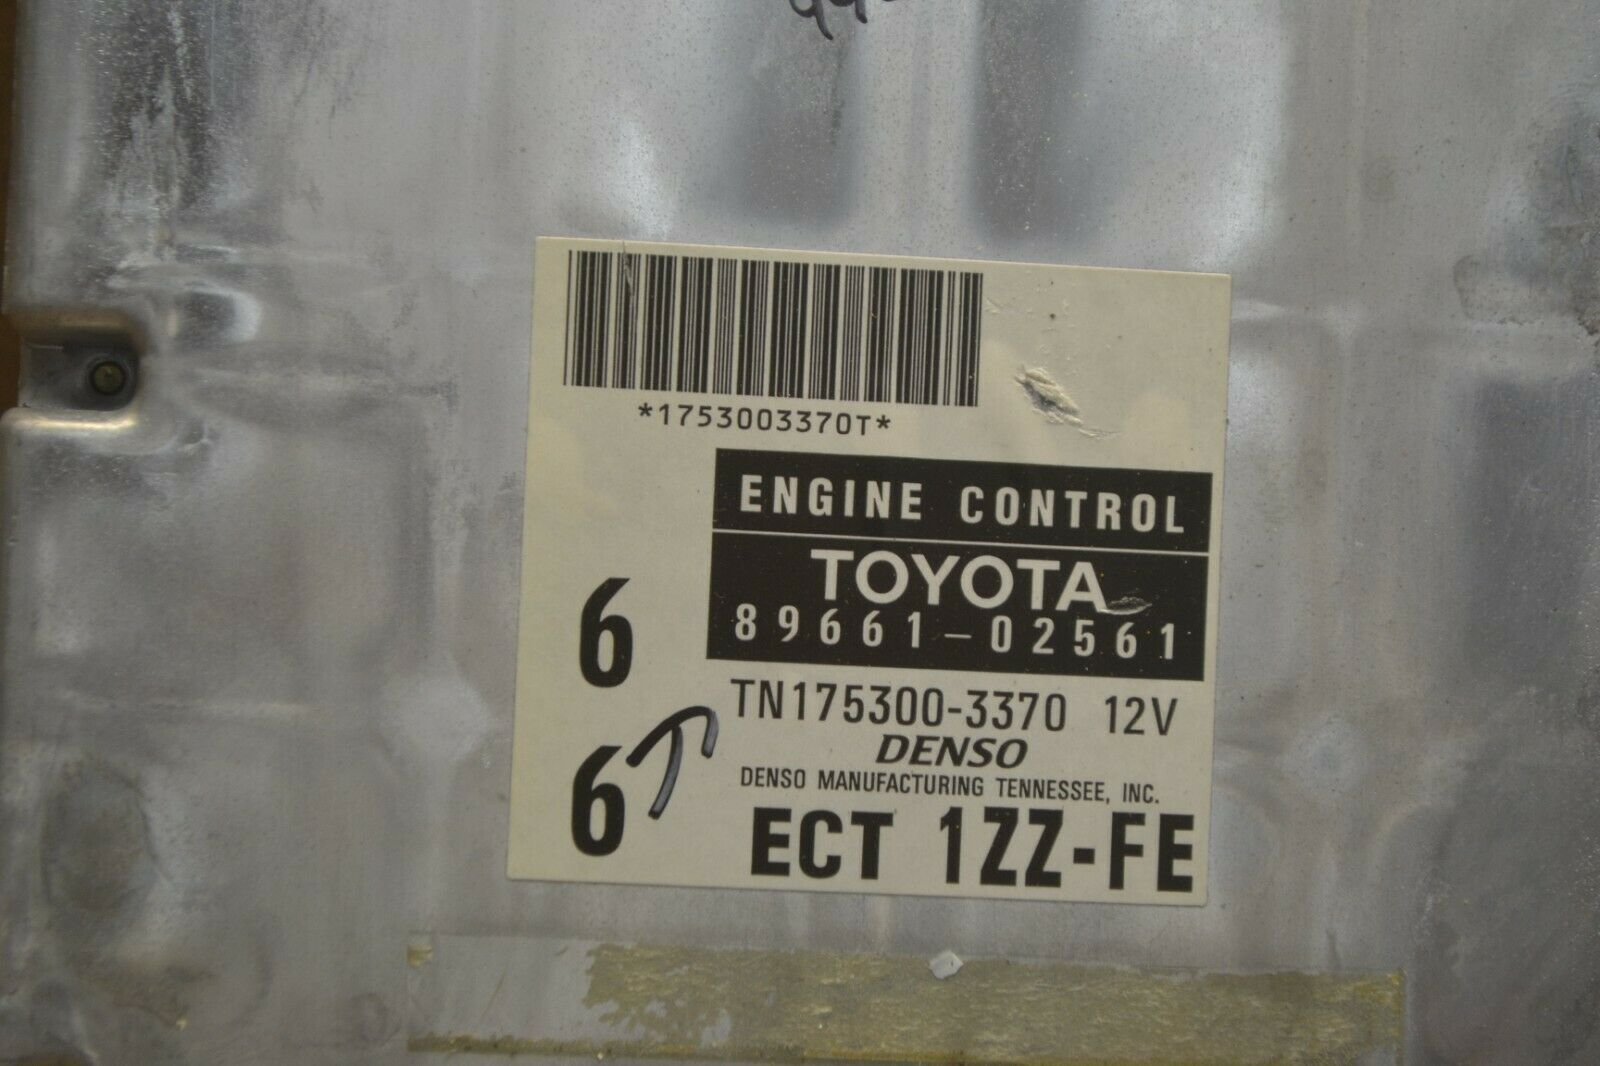 *1753003370T*
ENGINE CONTROL
TOYOTA
89661-02561
6
TN175300-3370 12V
DENSO
DENSO MANUFACTURING TENNESSEE, INC.
6
ECT 1ZZ-FE